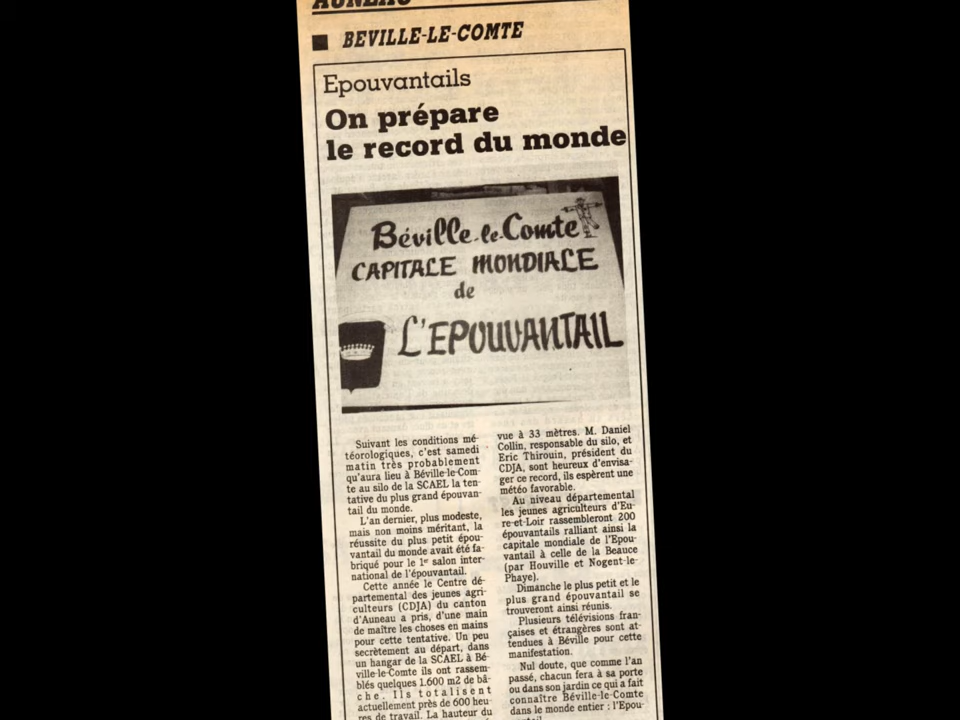 AUNEAU
BEVILLE-LE-COMTE
Epouvantails
On prépare
le record du monde
Béville-le-Comte
CAPITALE MONDIALE
de
L'EPOUVANTAIL
Suivant les conditions mé-
téorologiques, c'est samedi
matin très probablement
qu'aura lieu à Béville-le-Com-
te au silo de la SCAEL la ten-
tative du plus grand épouvan-
tail du monde.
L'an dernier, plus modeste,
mais non moins méritant, la
réussite du plus petit épou-
vantail du monde avait été fa-
briqué pour le 1er salon inter-
national de l'épouvantail.
Cette année le Centre dé-
partemental des jeunes agri-
culteurs (CDJA) du canton
d'Auneau a pris, d'une main
de maître les choses en mains
pour cette tentative. Un peu
secrètement au départ, dans
un hangar de la SCAEL à Bé-
ville-le-Comte ils ont rassem-
blés quelques 1.600 m2 de bâ-
che. Ils totalisent
actuellement près de 600 heu-
res de travail. La hauteur du
vue à 33 mètres. M. Daniel
Collin, responsable du silo, et
Eric Thirouin, président du
CDJA, sont heureux d'envisa-
ger ce record, ils espèrent une
météo favorable.
Au niveau départemental
les jeunes agriculteurs d'Eu-
re-et-Loir rassembleront 200
épouvantails ralliant ainsi la
capitale mondiale de l'Epou-
vantail à celle de la Beauce
(par Houville et Nogent-le-
Phaye).
Dimanche le plus petit et le
plus grand épouvantail se
trouveront ainsi réunis.
Plusieurs télévisions fran-
çaises et étrangères sont at-
tendues à Béville pour cette
manifestation.
Nul doute, que comme l'an
passé, chacun fera à sa porte
ou dans son jardin ce qui a fait
connaître Béville-le-Comte
dans le monde entier : l'Epou-